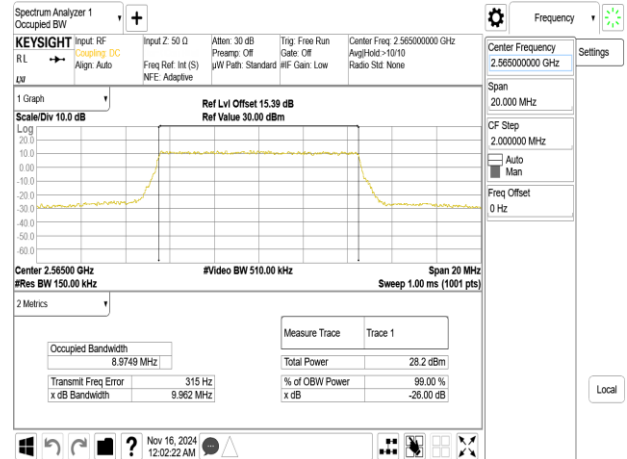 Spectrum Analyzer 1
Occupied BW
Frequency
KEYSIGHT
RL
Input: RF
Coupling: DC
Align: Auto
Input Z: 50 Ω
Freq Ref: Int (S)
NFE: Adaptive
Atten: 30 dB
Preamp: Off
µW Path: Standard
Trig: Free Run
Gate: Off
#IF Gain: Low
Center Freq: 2.565000000 GHz
Avg|Hold:>10/10
Radio Std: None
Center Frequency
2.565000000 GHz
Settings
Span
20.000 MHz
CF Step
2.000000 MHz
Auto
Man
Freq Offset
0 Hz
Local
1 Graph
Scale/Div 10.0 dB
Ref Lvl Offset 15.39 dB
Ref Value 30.00 dBm
Log
20.0
10.0
0.00
-10.0
-20.0
-30.0
-40.0
-50.0
-60.0
Center 2.56500 GHz
#Res BW 150.00 kHz
#Video BW 510.00 kHz
Span 20 MHz
Sweep 1.00 ms (1001 pts)
2 Metrics
Occupied Bandwidth
8.9749 MHz
Transmit Freq Error 315 Hz
x dB Bandwidth 9.962 MHz
Measure Trace Trace 1
Total Power 28.2 dBm
% of OBW Power 99.00 %
x dB -26.00 dB
Nov 16, 2024
12:02:22 AM